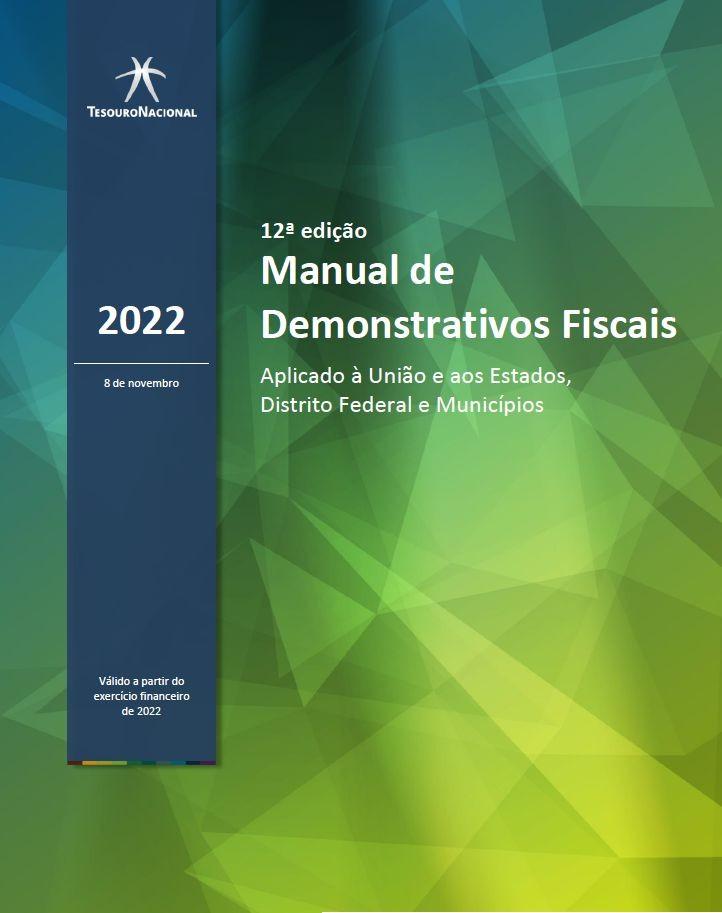 TESOURONACIONAL
2022
8 de novembro
Válido a partir do
exercício financeiro
de 2022
12ª edição
Manual de
Demonstrativos Fiscais
Aplicado à União e aos Estados,
Distrito Federal e Municípios